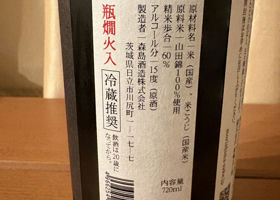 原材料名 米(国産)、米こうじ(国産米)
原料米 山田錦100%使用
精米歩合 60%
アルコール分 15度(原酒)
製造者 森島酒造株式会社
茨城県日立市川尻町一-一七-七
瓶燗火入
冷蔵推奨
飲酒は20歳に
なってから。
内容量
720ml